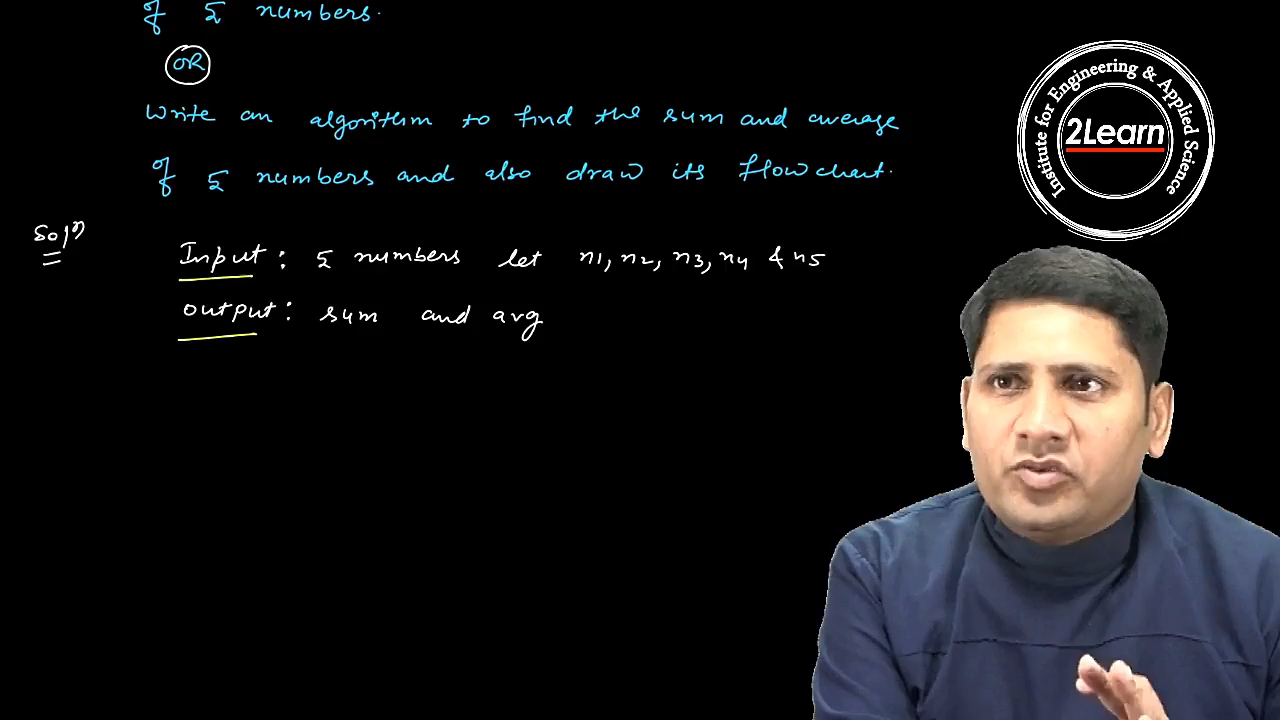 of 5 numbers.
OR
Write an algorithm to find the sum and average
of 5 numbers and also draw its flowchart.
Soln
Input: 5 numbers let n1, n2, n3, n4 & n5
output: sum and avg
Institute for Engineering & Applied Science
2Learn